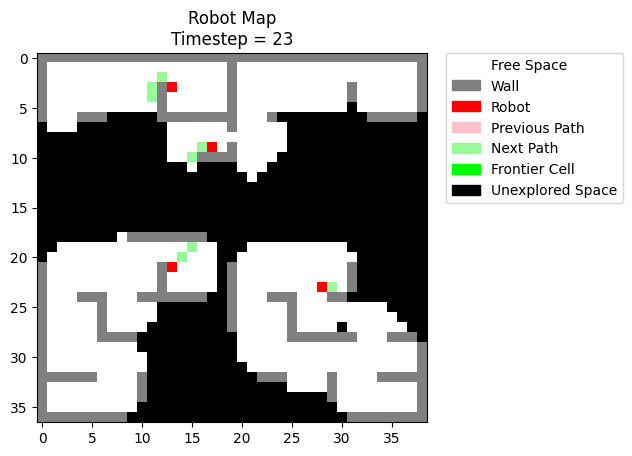 Robot Map
Timestep = 23
Free Space
Wall
Robot
Previous Path
Next Path
Frontier Cell
Unexplored Space
0
5
10
15
20
25
30
35
0
5
10
15
20
25
30
35